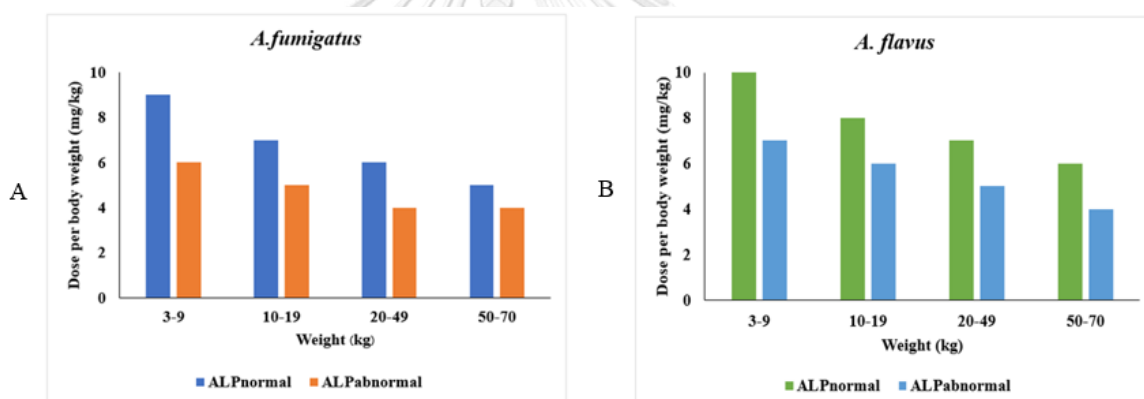 A
A.fumigatus
Dose per body weight (mg/kg)
10
8
6
4
2
0
3-9 10-19 20-49 50-70
Weight (kg)
ALPnormal ALPabnormal
B
A. flavus
Dose per body weight (mg/kg)
10
8
6
4
2
0
3-9 10-19 20-49 50-70
Weight (kg)
ALPnormal ALPabnormal